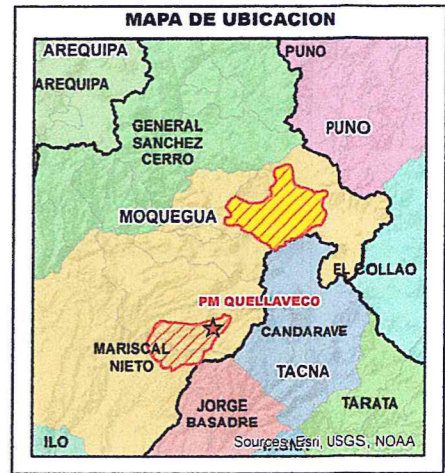 MAPA DE UBICACION
AREQUIPA
PUNO
AREQUIPA
GENERAL
SANCHEZ
CERRO
PUNO
MOQUEGUA
EL COLLAO
PM QUELLAVECO
CANDARAVE
MARISCAL
NIETO
TACNA
JORGE
BASADRE
TARATA
ILO
Sources: Esri, USGS, NOAA